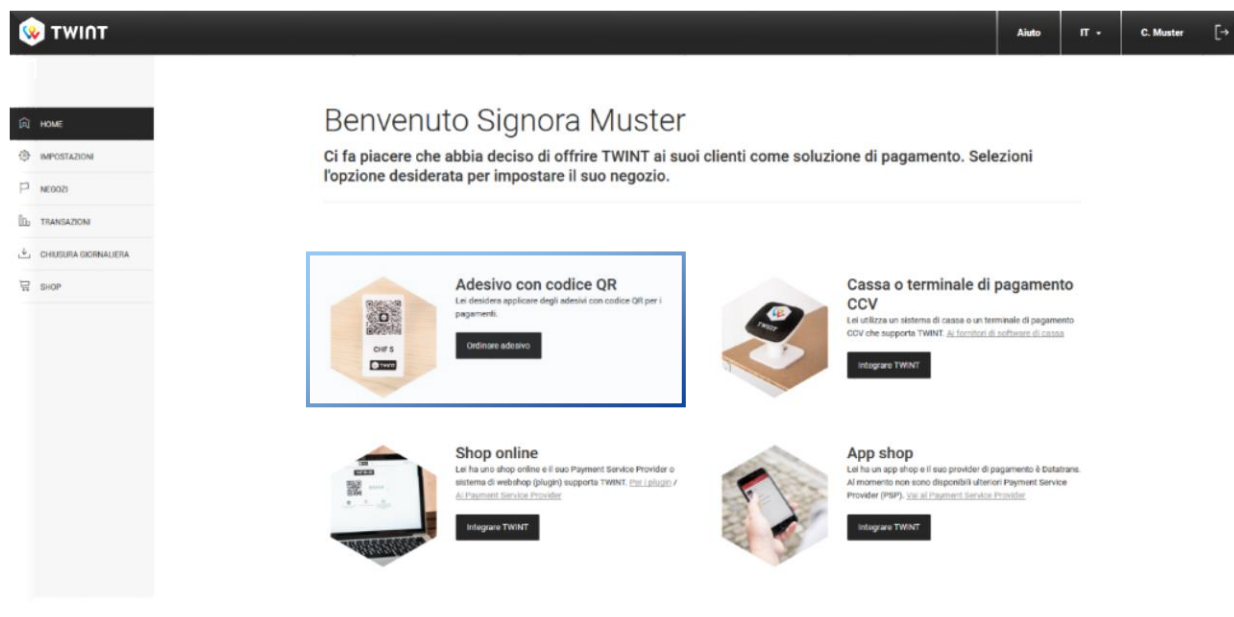 TWINT
Aiuto
IT
C. Muster
HOME
IMPOSTAZIONI
NEGOZI
TRANSAZIONI
CHIUSURA GIORNALIERA
SHOP
Benvenuto Signora Muster
Ci fa piacere che abbia deciso di offrire TWINT ai suoi clienti come soluzione di pagamento. Selezioni
l'opzione desiderata per impostare il suo negozio.
CHF 5
TWINT
Adesivo con codice QR
Lei desidera applicare degli adesivi con codice QR per i
pagamenti.
Ordinare adesivo
TWINT
Cassa o terminale di pagamento
CCV
Lei utilizza un sistema di cassa o un terminale di pagamento
CCV che supporta TWINT. Ai fornitori di software di cassa
Integrare TWINT
Shop online
Lei ha uno shop online e il suo Payment Service Provider o
sistema di webshop (plugin) supporta TWINT. Per i plugin /
Ai Payment Service Provider
Integrare TWINT
App shop
Lei ha un app shop e il suo provider di pagamento è Datatrans.
Al momento non sono disponibili ulteriori Payment Service
Provider (PSP). Vai al Payment Service Provider
Integrare TWINT